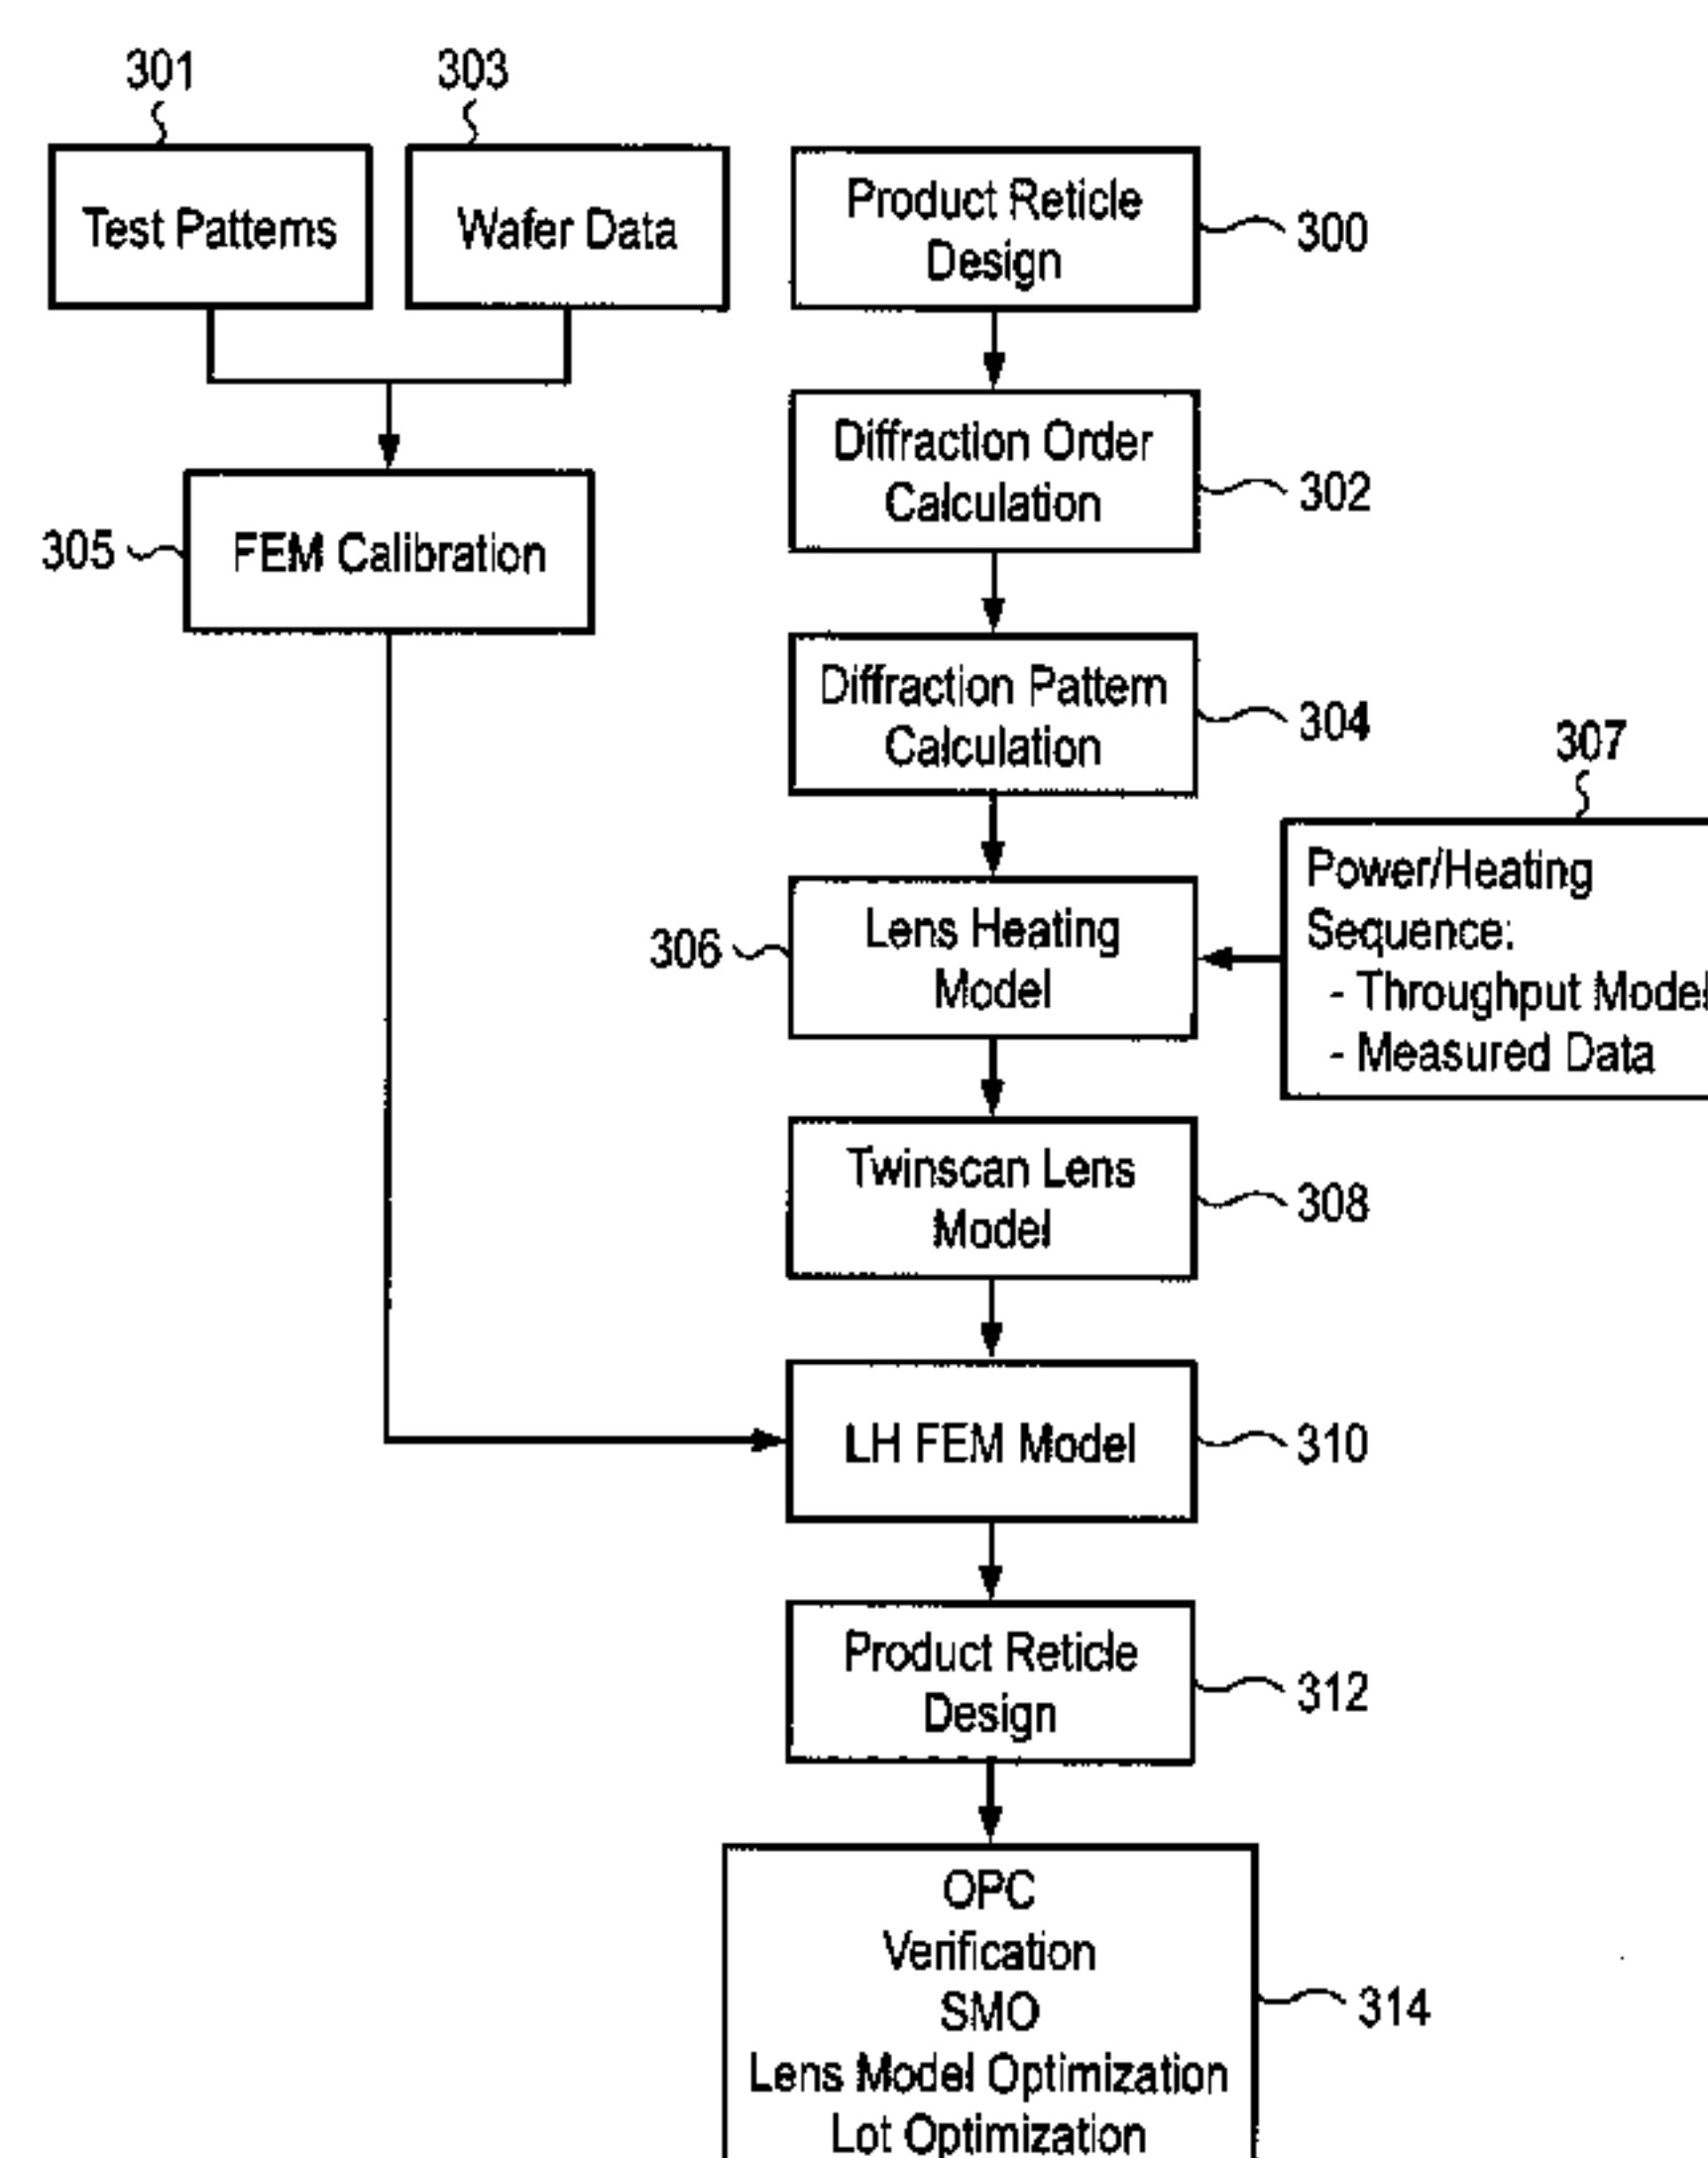 301
303
Test Patterns
Wafer Data
Product Reticle
Design
300
Diffraction Order
Calculation
302
305
FEM Calibration
Diffraction Pattern
Calculation
304
307
Power/Heating
Sequence:
- Throughput Model
- Measured Data
306
Lens Heating
Model
Twinscan Lens
Model
308
LH FEM Model
310
Product Reticle
Design
312
OPC
Verification
SMO
Lens Model Optimization
Lot Optimization
314